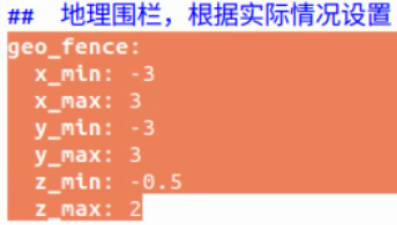 ##  地理围栏，根据实际情况设置
geo_fence:
  x_min: -3
  x_max: 3
  y_min: -3
  y_max: 3
  z_min: -0.5
  z_max: 2